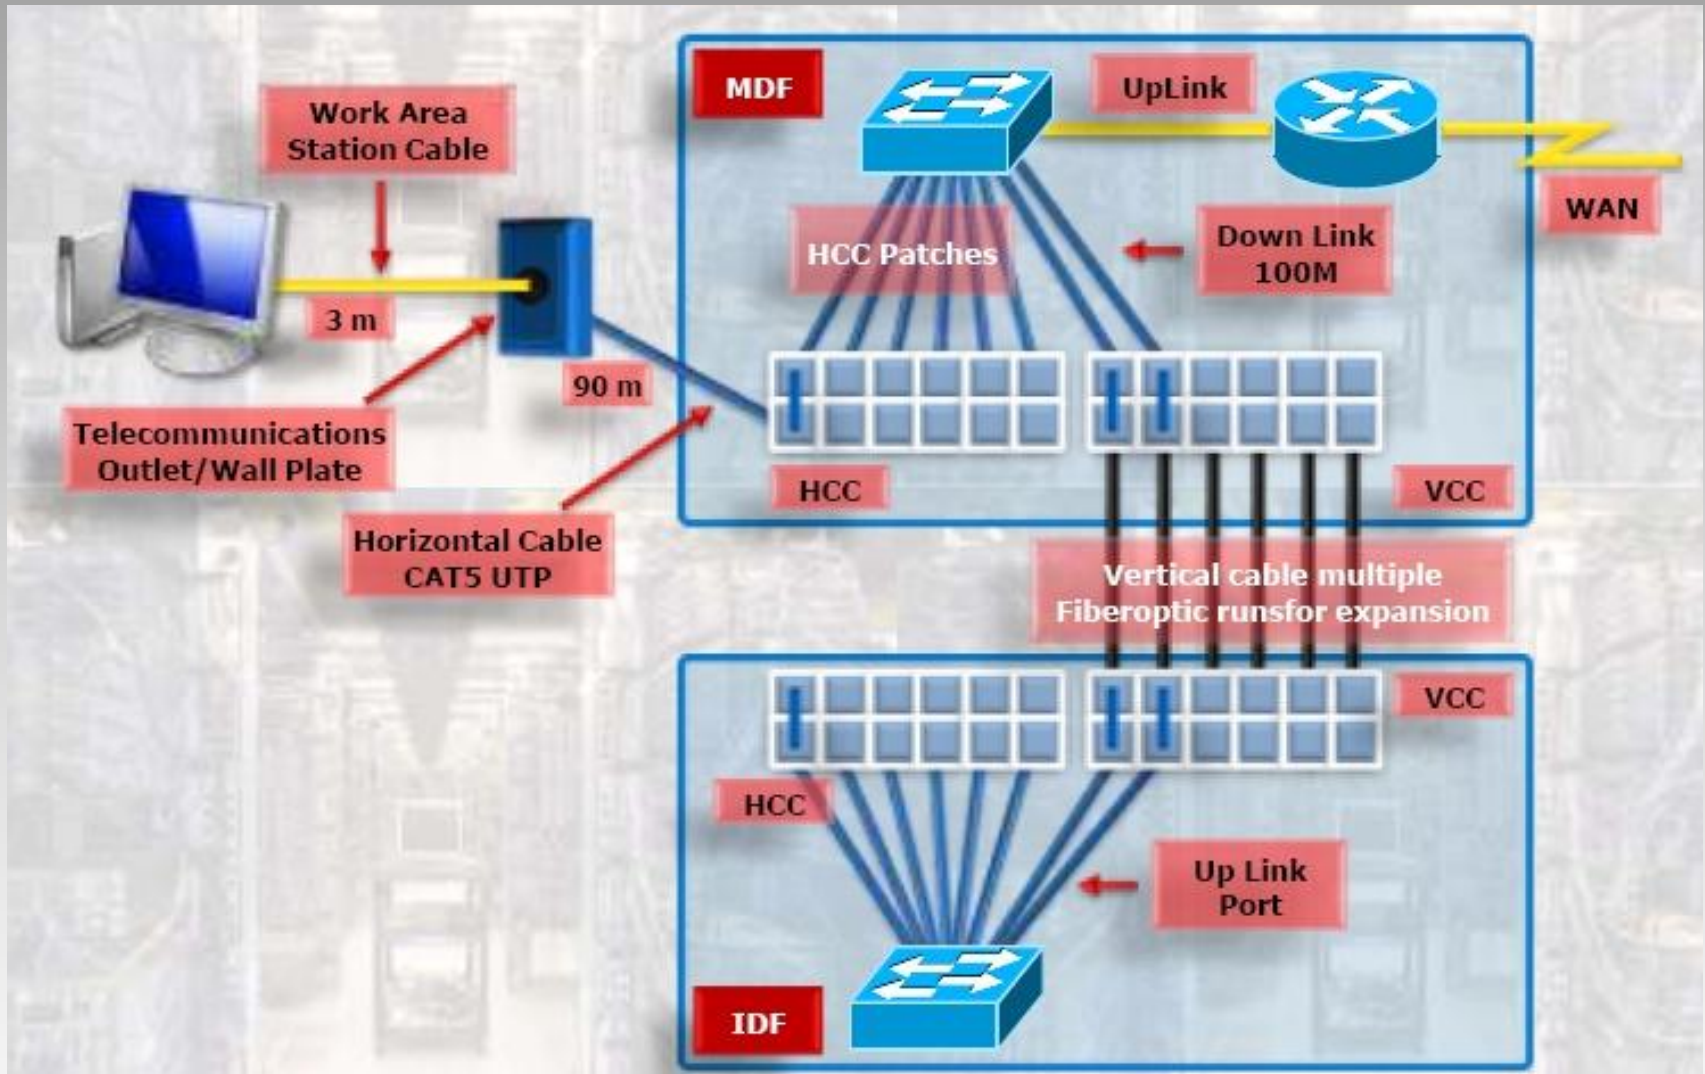 MDF
UpLink
Work Area
Station Cable
WAN
HCC Patches
Down Link
100M
3 m
90 m
Telecommunications
Outlet/Wall Plate
HCC
VCC
Horizontal Cable
CAT5 UTP
Vertical cable multiple
Fiberoptic runsfor expansion
VCC
HCC
Up Link
Port
IDF